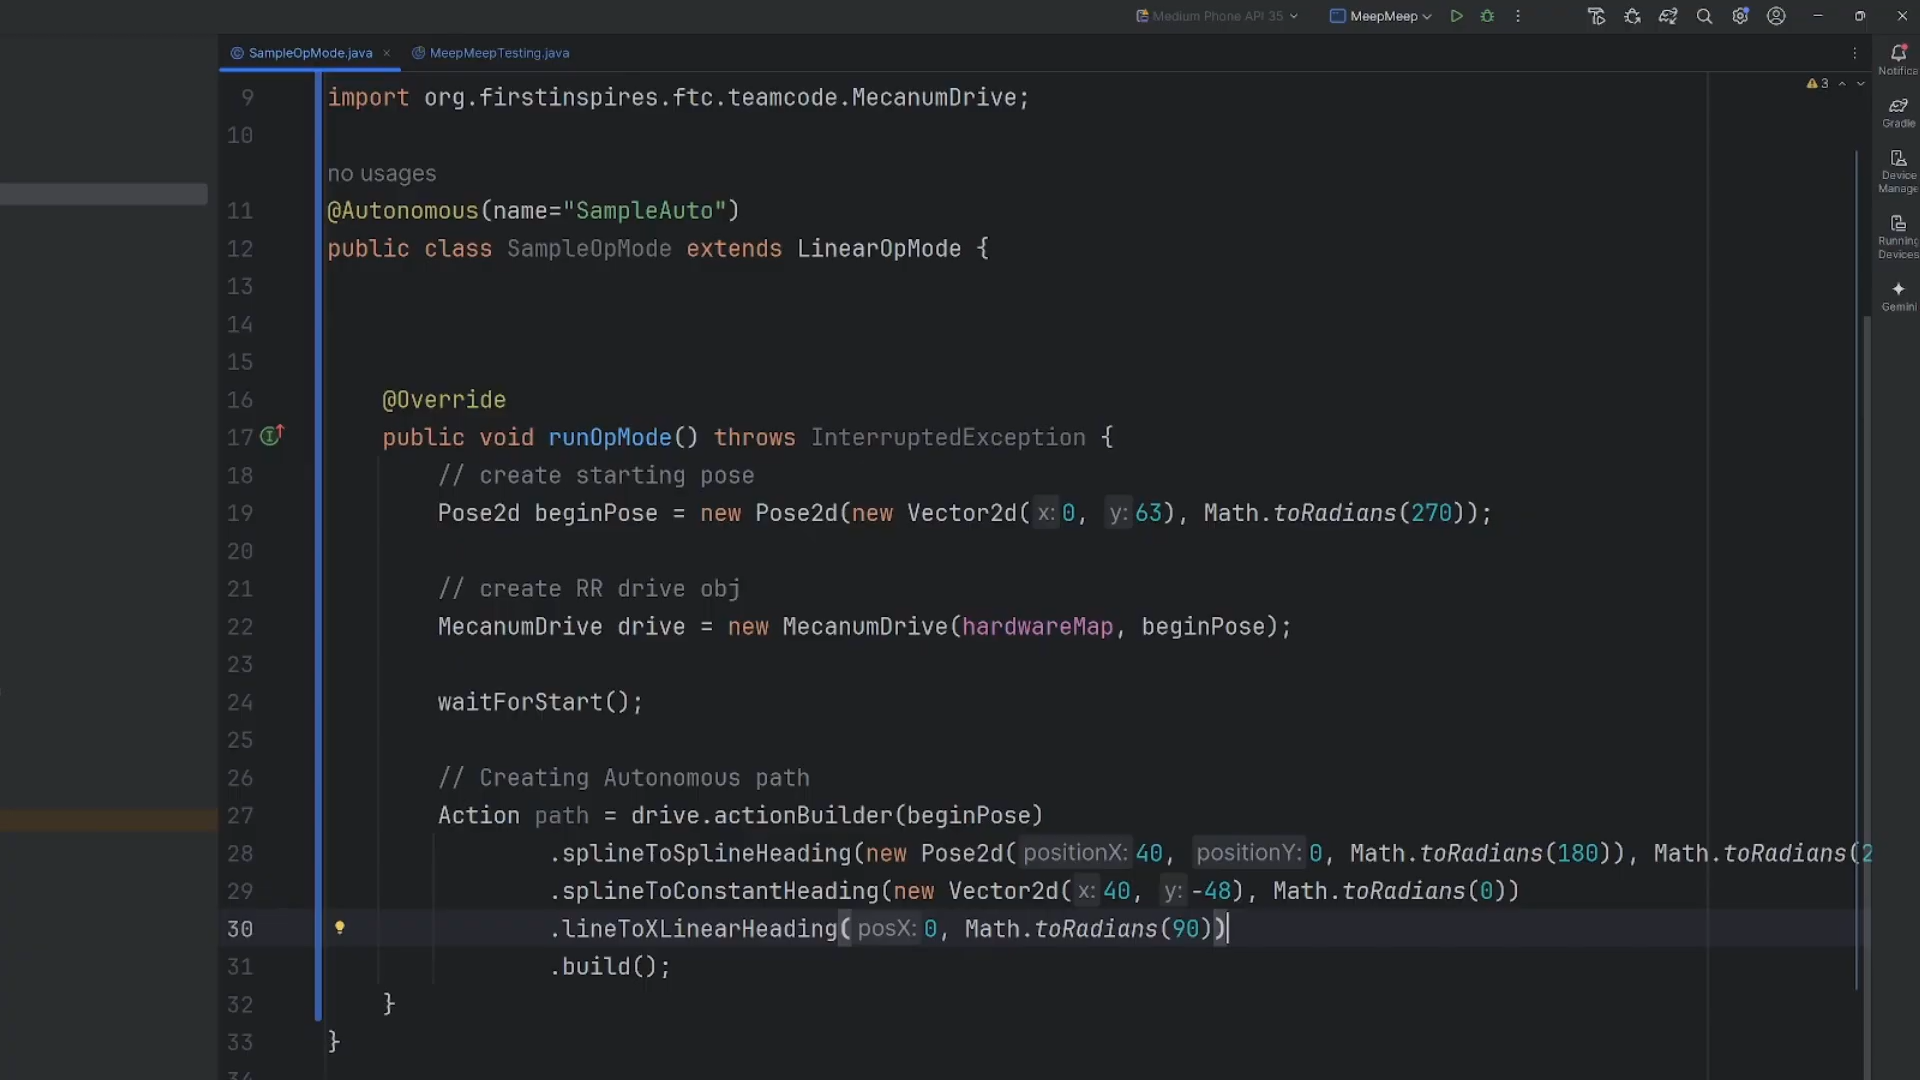 Medium Phone API 35
MeepMeep
SampleOpMode.java
MeepMeepTesting.java
3
Notifica
Gradle
Device
Manage
Running
Devices
Gemini
9 import org.firstinspires.ftc.teamcode.MecanumDrive;
10
no usages
11 @Autonomous(name="SampleAuto")
12 public class SampleOpMode extends LinearOpMode {
13
14
15
16 @Override
17 public void runOpMode() throws InterruptedException {
18 // create starting pose
19 Pose2d beginPose = new Pose2d(new Vector2d( x: 0, y: 63), Math.toRadians(270));
20
21 // create RR drive obj
22 MecanumDrive drive = new MecanumDrive(hardwareMap, beginPose);
23
24 waitForStart();
25
26 // Creating Autonomous path
27 Action path = drive.actionBuilder(beginPose)
28 .splineToSplineHeading(new Pose2d( positionX: 40, positionY: 0, Math.toRadians(180)), Math.toRadians(2
29 .splineToConstantHeading(new Vector2d( x: 40, y: -48), Math.toRadians(0))
30 .lineToXLinearHeading( posX: 0, Math.toRadians(90))
31 .build();
32 }
33 }
34